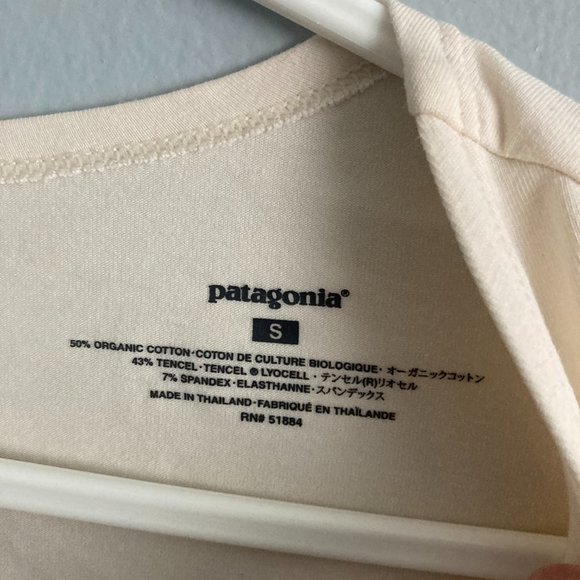 patagonia®
S
50% ORGANIC COTTON・COTON DE CULTURE BIOLOGIQUE・オーガニックコットン
43% TENCEL・TENCEL ® LYOCELL・テンセル(R)リオセル
7% SPANDEX・ELASTHANNE・スパンデックス
MADE IN THAILAND・FABRIQUÉ EN THAÏLANDE
RN# 51884